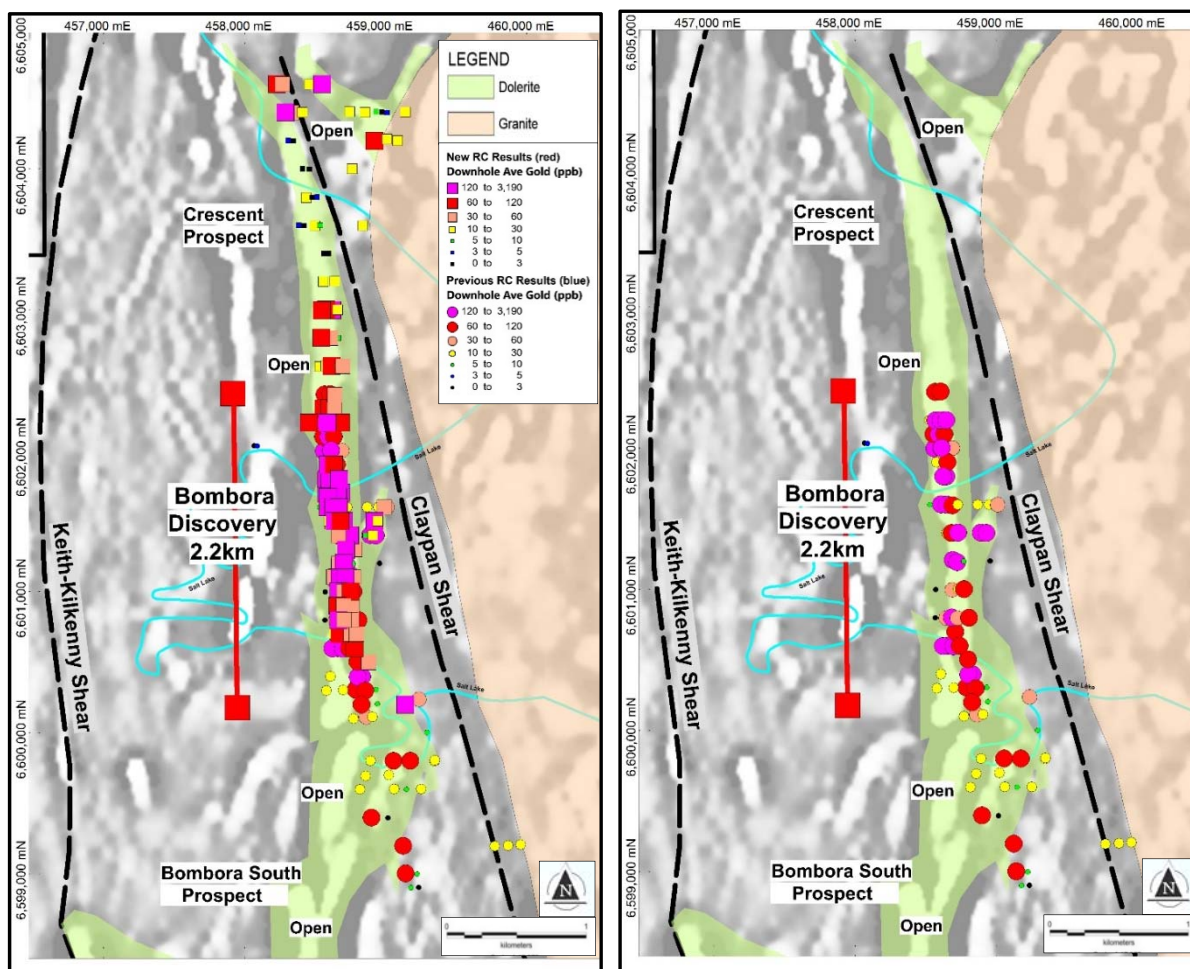 457,000 mE
458,000 mE
459,000 mE
460,000 mE
6,605,000 mN
6,604,000 mN
6,603,000 mN
6,602,000 mN
6,601,000 mN
6,600,000 mN
6,599,000 mN
LEGEND
Dolerite
Granite
New RC Results (red)
Downhole Ave Gold (ppb)
120 to 3,190
60 to 120
30 to 60
10 to 30
5 to 10
3 to 5
0 to 3
Previous RC Results (blue)
Downhole Ave Gold (ppb)
120 to 3,190
60 to 120
30 to 60
10 to 30
5 to 10
3 to 5
0 to 3
Open
Crescent
Prospect
Open
Salt Lake
Bombora
Discovery
2.2km
Claypan Shear
Keith-Kilkenny Shear
Salt Lake
Salt Lake
Open
Bombora South
Prospect
Open
N
0 1
kilometers
457,000 mE
458,000 mE
459,000 mE
460,000 mE
6,605,000 mN
6,604,000 mN
6,603,000 mN
6,602,000 mN
6,601,000 mN
6,600,000 mN
6,599,000 mN
Open
Crescent
Prospect
Open
Salt Lake
Bombora
Discovery
2.2km
Claypan Shear
Keith-Kilkenny Shear
Salt Lake
Salt Lake
Open
Bombora South
Prospect
Open
N
0 1
kilometers